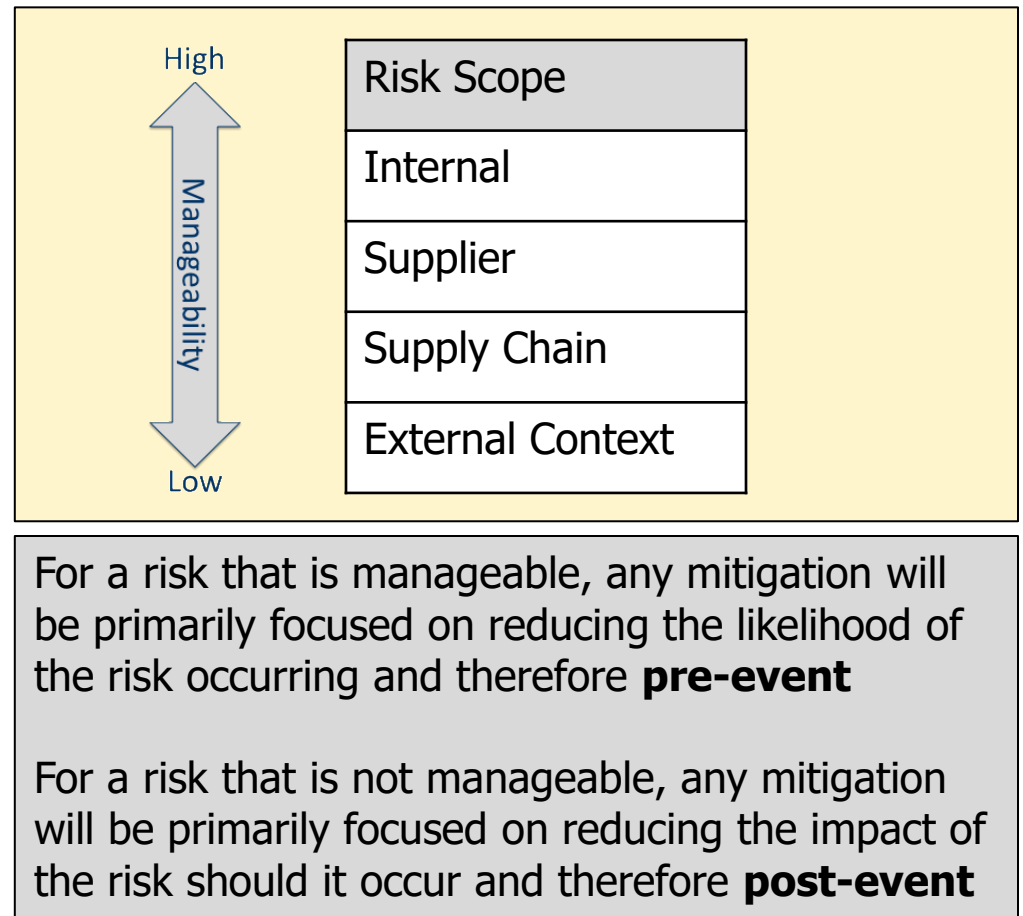 High
Manageability
Low
Risk Scope
Internal
Supplier
Supply Chain
External Context
For a risk that is manageable, any mitigation will
be primarily focused on reducing the likelihood of
the risk occurring and therefore pre-event
For a risk that is not manageable, any mitigation
will be primarily focused on reducing the impact of
the risk should it occur and therefore post-event